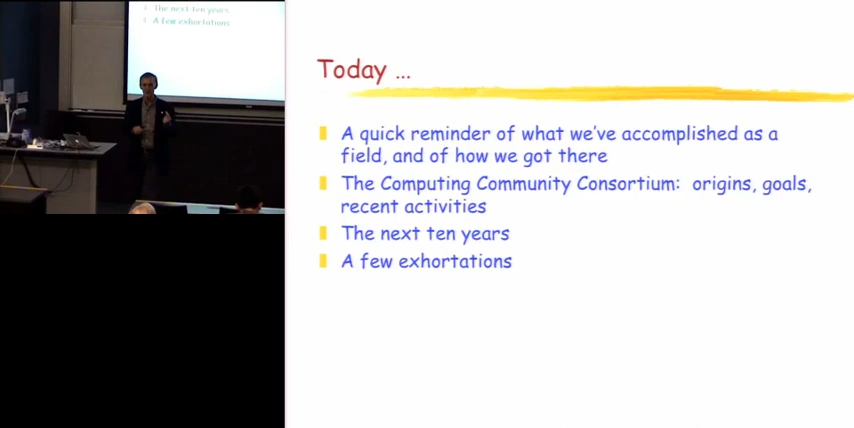 The next ten years
A few exhortations
Today ...
A quick reminder of what we've accomplished as a
field, and of how we got there
The Computing Community Consortium:  origins, goals,
recent activities
The next ten years
A few exhortations